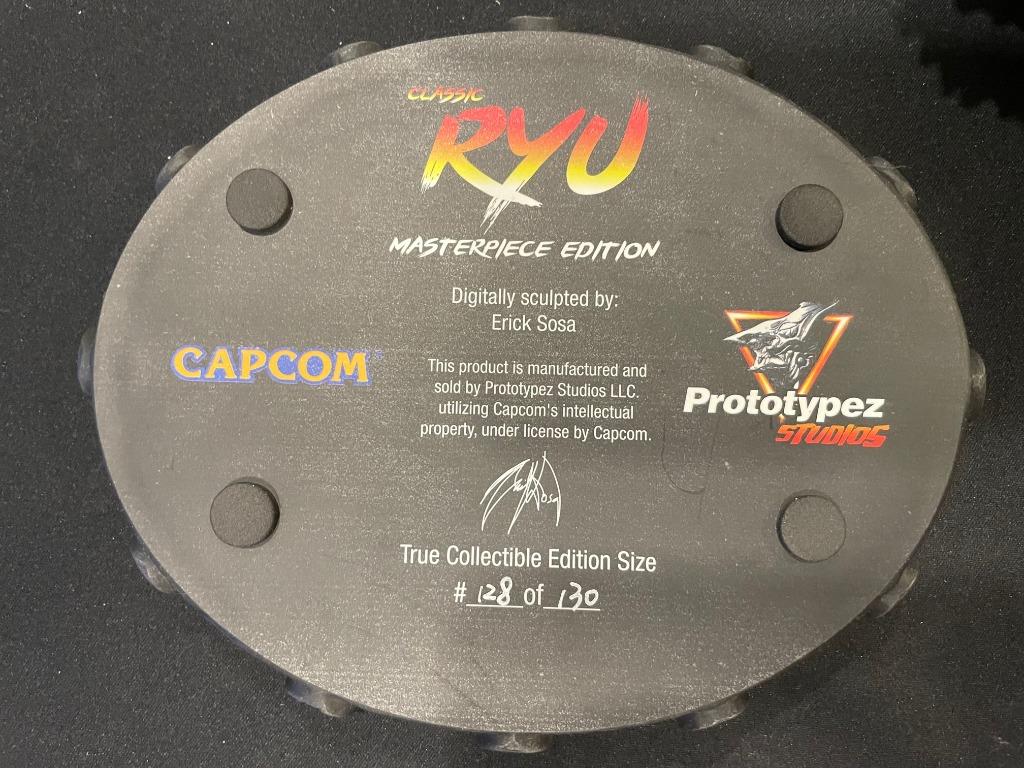 CLASSIC
RYU
MASTERPIECE EDITION
Digitally sculpted by:
Erick Sosa
CAPCOM
This product is manufactured and
sold by Prototypez Studios LLC.
utilizing Capcom's intellectual
property, under license by Capcom.
Prototypez
STUDIOS
True Collectible Edition Size
# 128 of 130